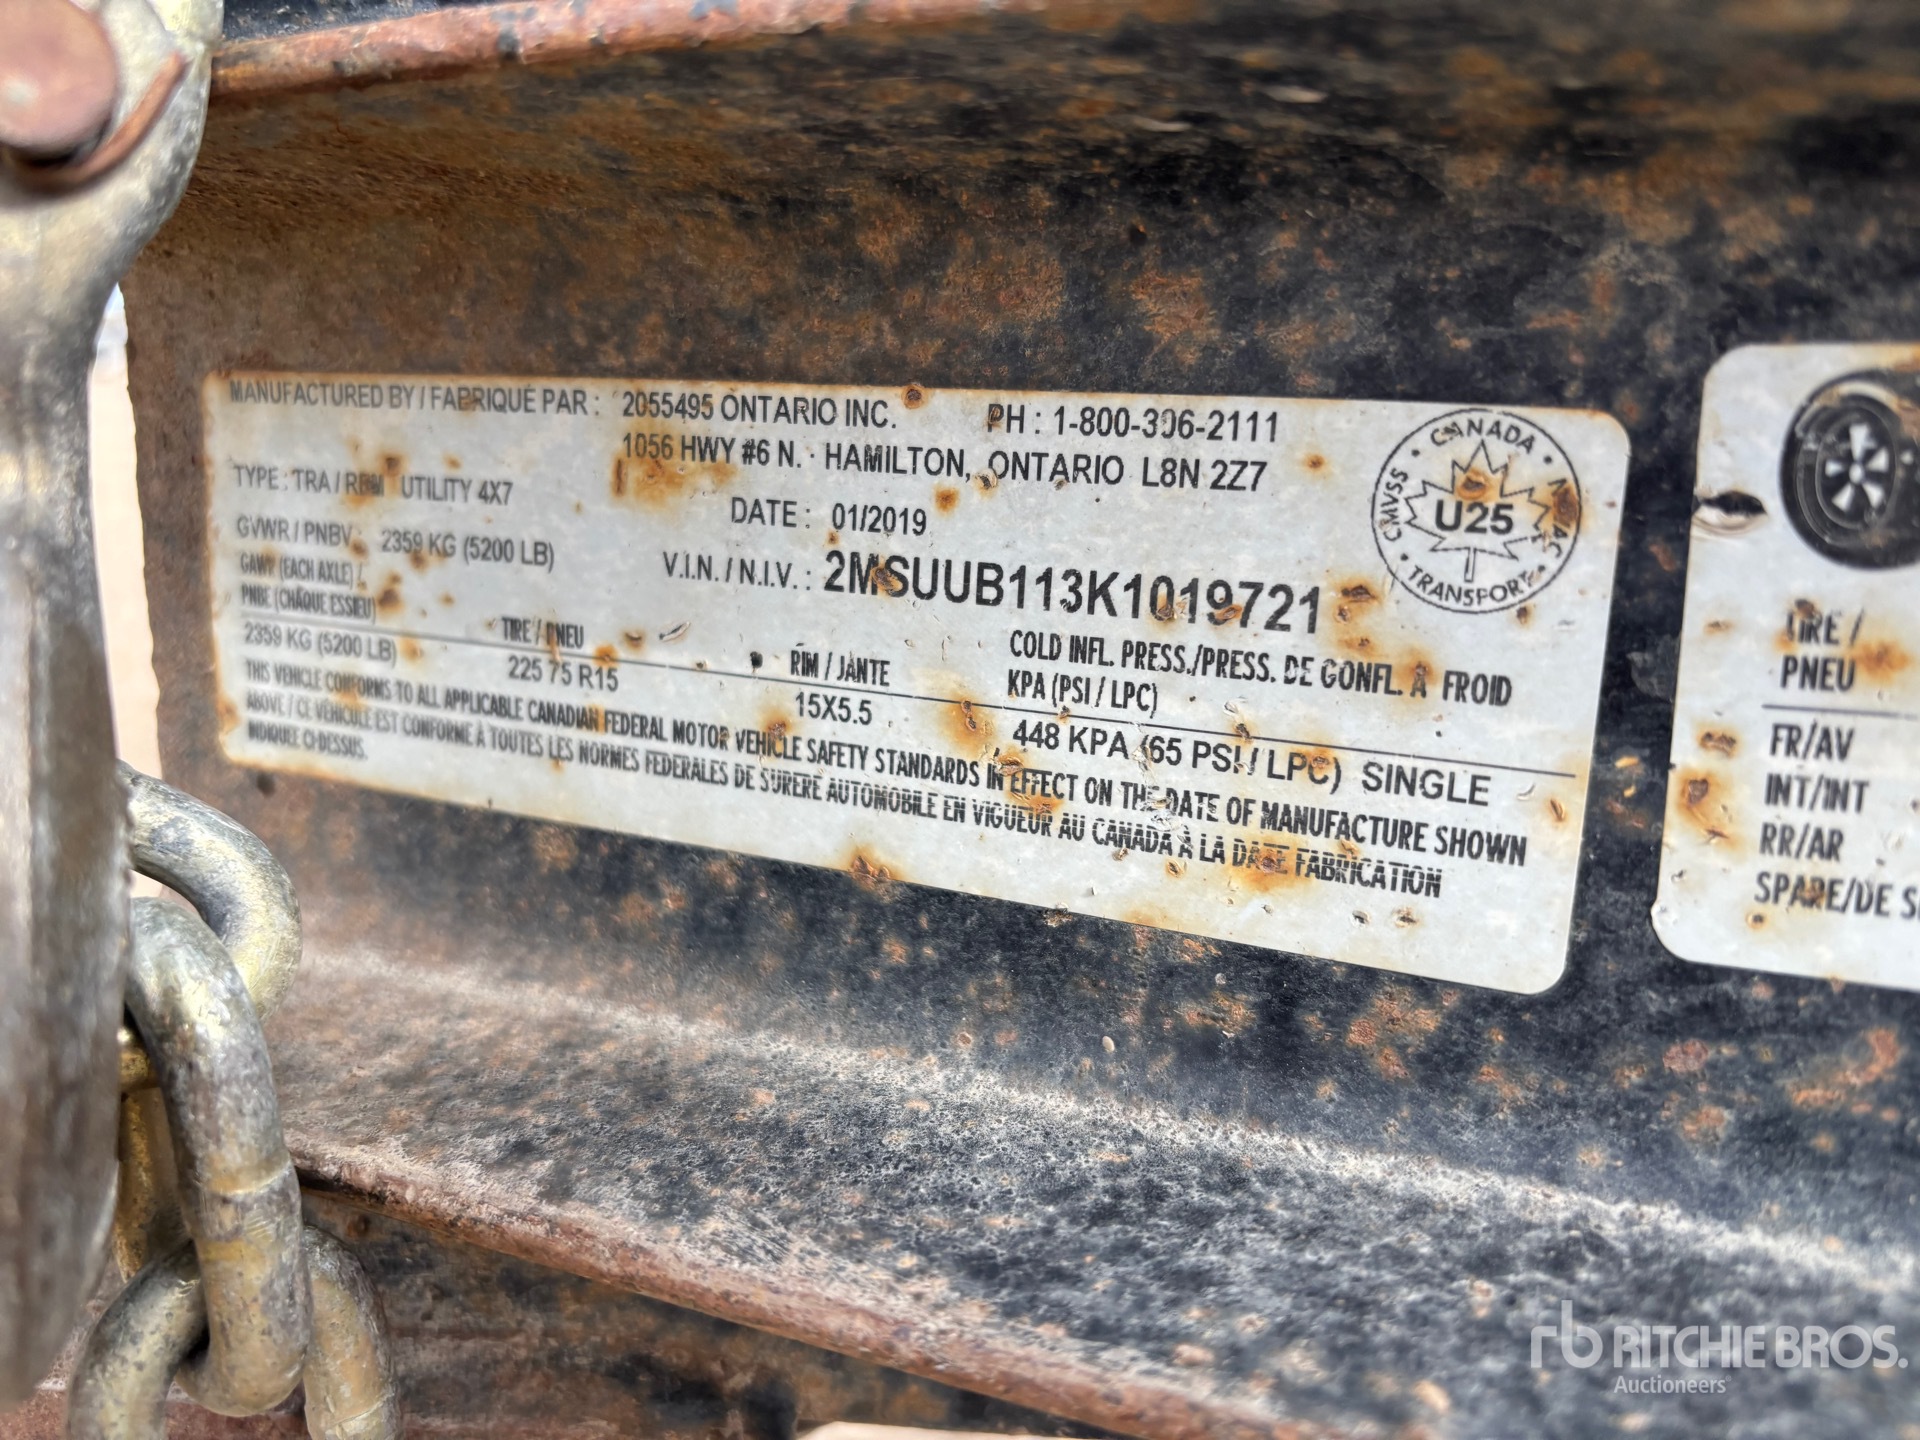 MANUFACTURED BY / FABRIQUÉ PAR : 2055495 ONTARIO INC. PH : 1-800-306-2111
1056 HWY #6 N. · HAMILTON, ONTARIO L8N 2Z7
TYPE : TRA / REM UTILITY 4X7
DATE : 01/2019
GVWR / PNBV : 2359 KG (5200 LB)
V.I.N. / N.I.V. : 2MSUUB113K1019721
GAWR (EACH AXLE) /
PNBE (CHÂQUE ESSIEU)
TIRE / PNEU
RIM / JANTE
COLD INFL. PRESS./PRESS. DE GONFL. À FROID
KPA (PSI / LPC)
2359 KG (5200 LB) 225 75 R15 15X5.5 448 KPA (65 PSI / LPC) SINGLE
THIS VEHICLE CONFORMS TO ALL APPLICABLE CANADIAN FEDERAL MOTOR VEHICLE SAFETY STANDARDS IN EFFECT ON THE DATE OF MANUFACTURE SHOWN
ABOVE / CE VÉHICULE EST CONFORME À TOUTES LES NORMES FEDERALES DE SURERE AUTOMOBILE EN VIGUEUR AU CANADA À LA DATE FABRICATION
INDIQUEE CI-DESSUS.
CANADA
CMVSS
U25
TRANSPORT
TIRE /
PNEU
FR/AV
INT/INT
RR/AR
SPARE/DE S
rb RITCHIE BROS.
Auctioneers